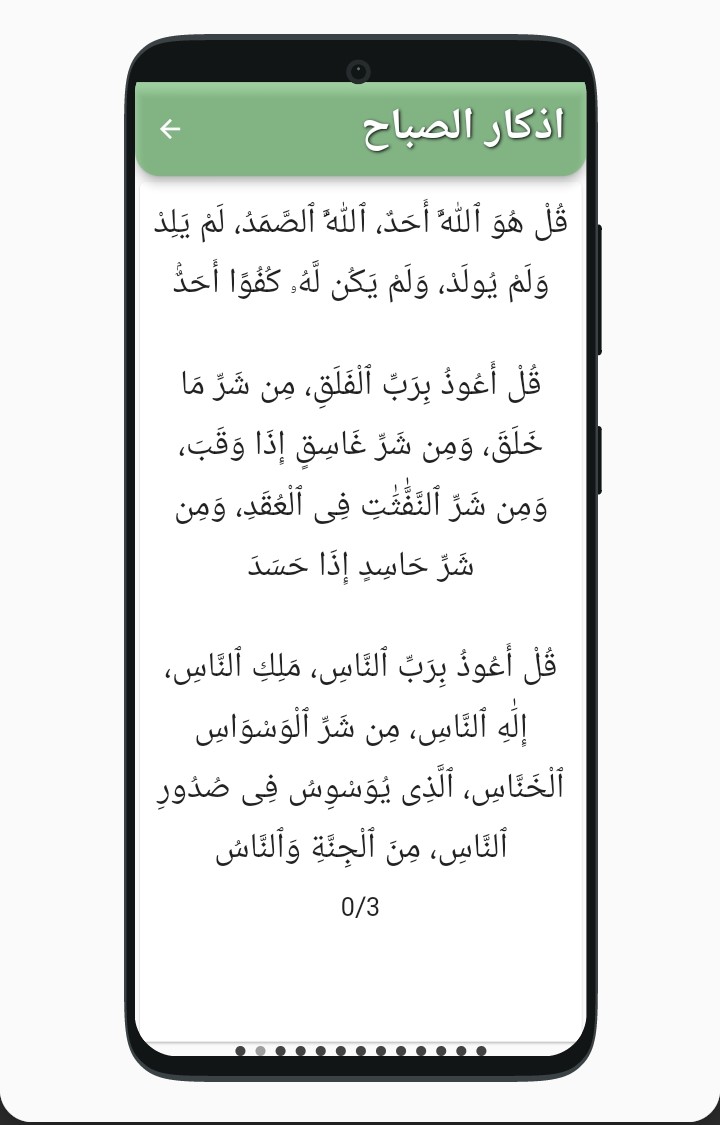 اذكار الصباح
قُلْ هُوَ ٱللَّهُ أَحَدٌ، ٱللَّهُ ٱلصَّمَدُ، لَمْ يَلِدْ
وَلَمْ يُولَدْ، وَلَمْ يَكُن لَّهُۥ كُفُوًا أَحَدٌۢ
قُلْ أَعُوذُ بِرَبِّ ٱلْفَلَقِ، مِن شَرِّ مَا
خَلَقَ، وَمِن شَرِّ غَاسِقٍ إِذَا وَقَبَ،
وَمِن شَرِّ ٱلنَّفَّٰثَٰتِ فِى ٱلْعُقَدِ، وَمِن
شَرِّ حَاسِدٍ إِذَا حَسَدَ
قُلْ أَعُوذُ بِرَبِّ ٱلنَّاسِ، مَلِكِ ٱلنَّاسِ،
إِلَٰهِ ٱلنَّاسِ، مِن شَرِّ ٱلْوَسْوَاسِ
ٱلْخَنَّاسِ، ٱلَّذِى يُوَسْوِسُ فِى صُدُورِ
ٱلنَّاسِ، مِنَ ٱلْجِنَّةِ وَٱلنَّاسُ
0/3